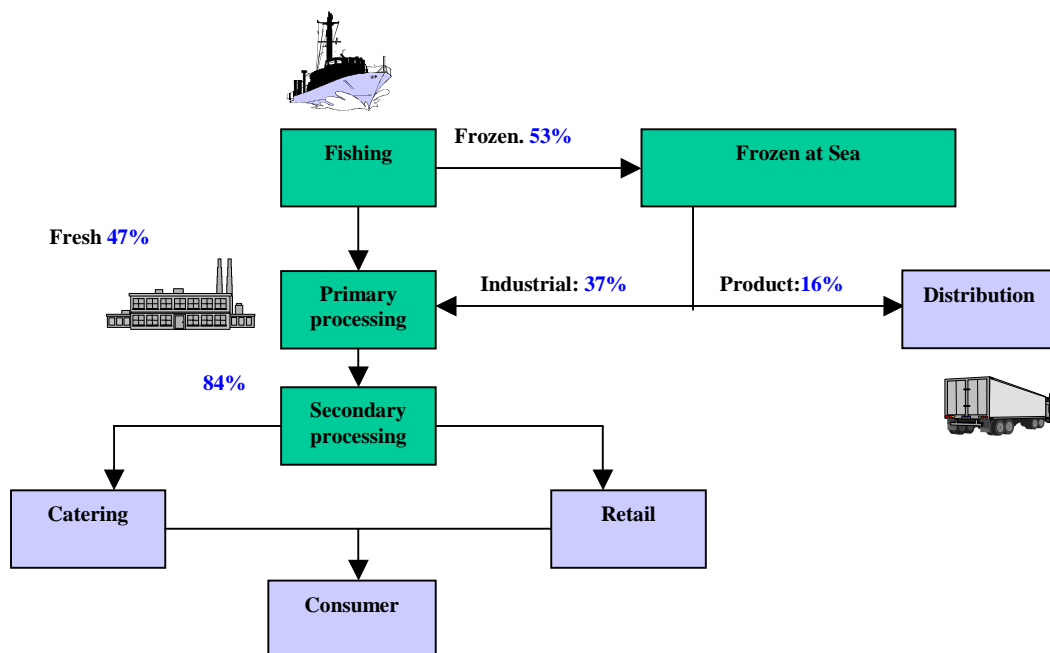 Frozen. 53%
Fishing
Frozen at Sea
Fresh 47%
Industrial: 37%
Product:16%
Primary
processing
Distribution
84%
Secondary
processing
Catering
Retail
Consumer